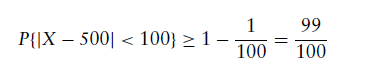 P{|X − 500| < 100} ≥ 1 − 1/100 = 99/100